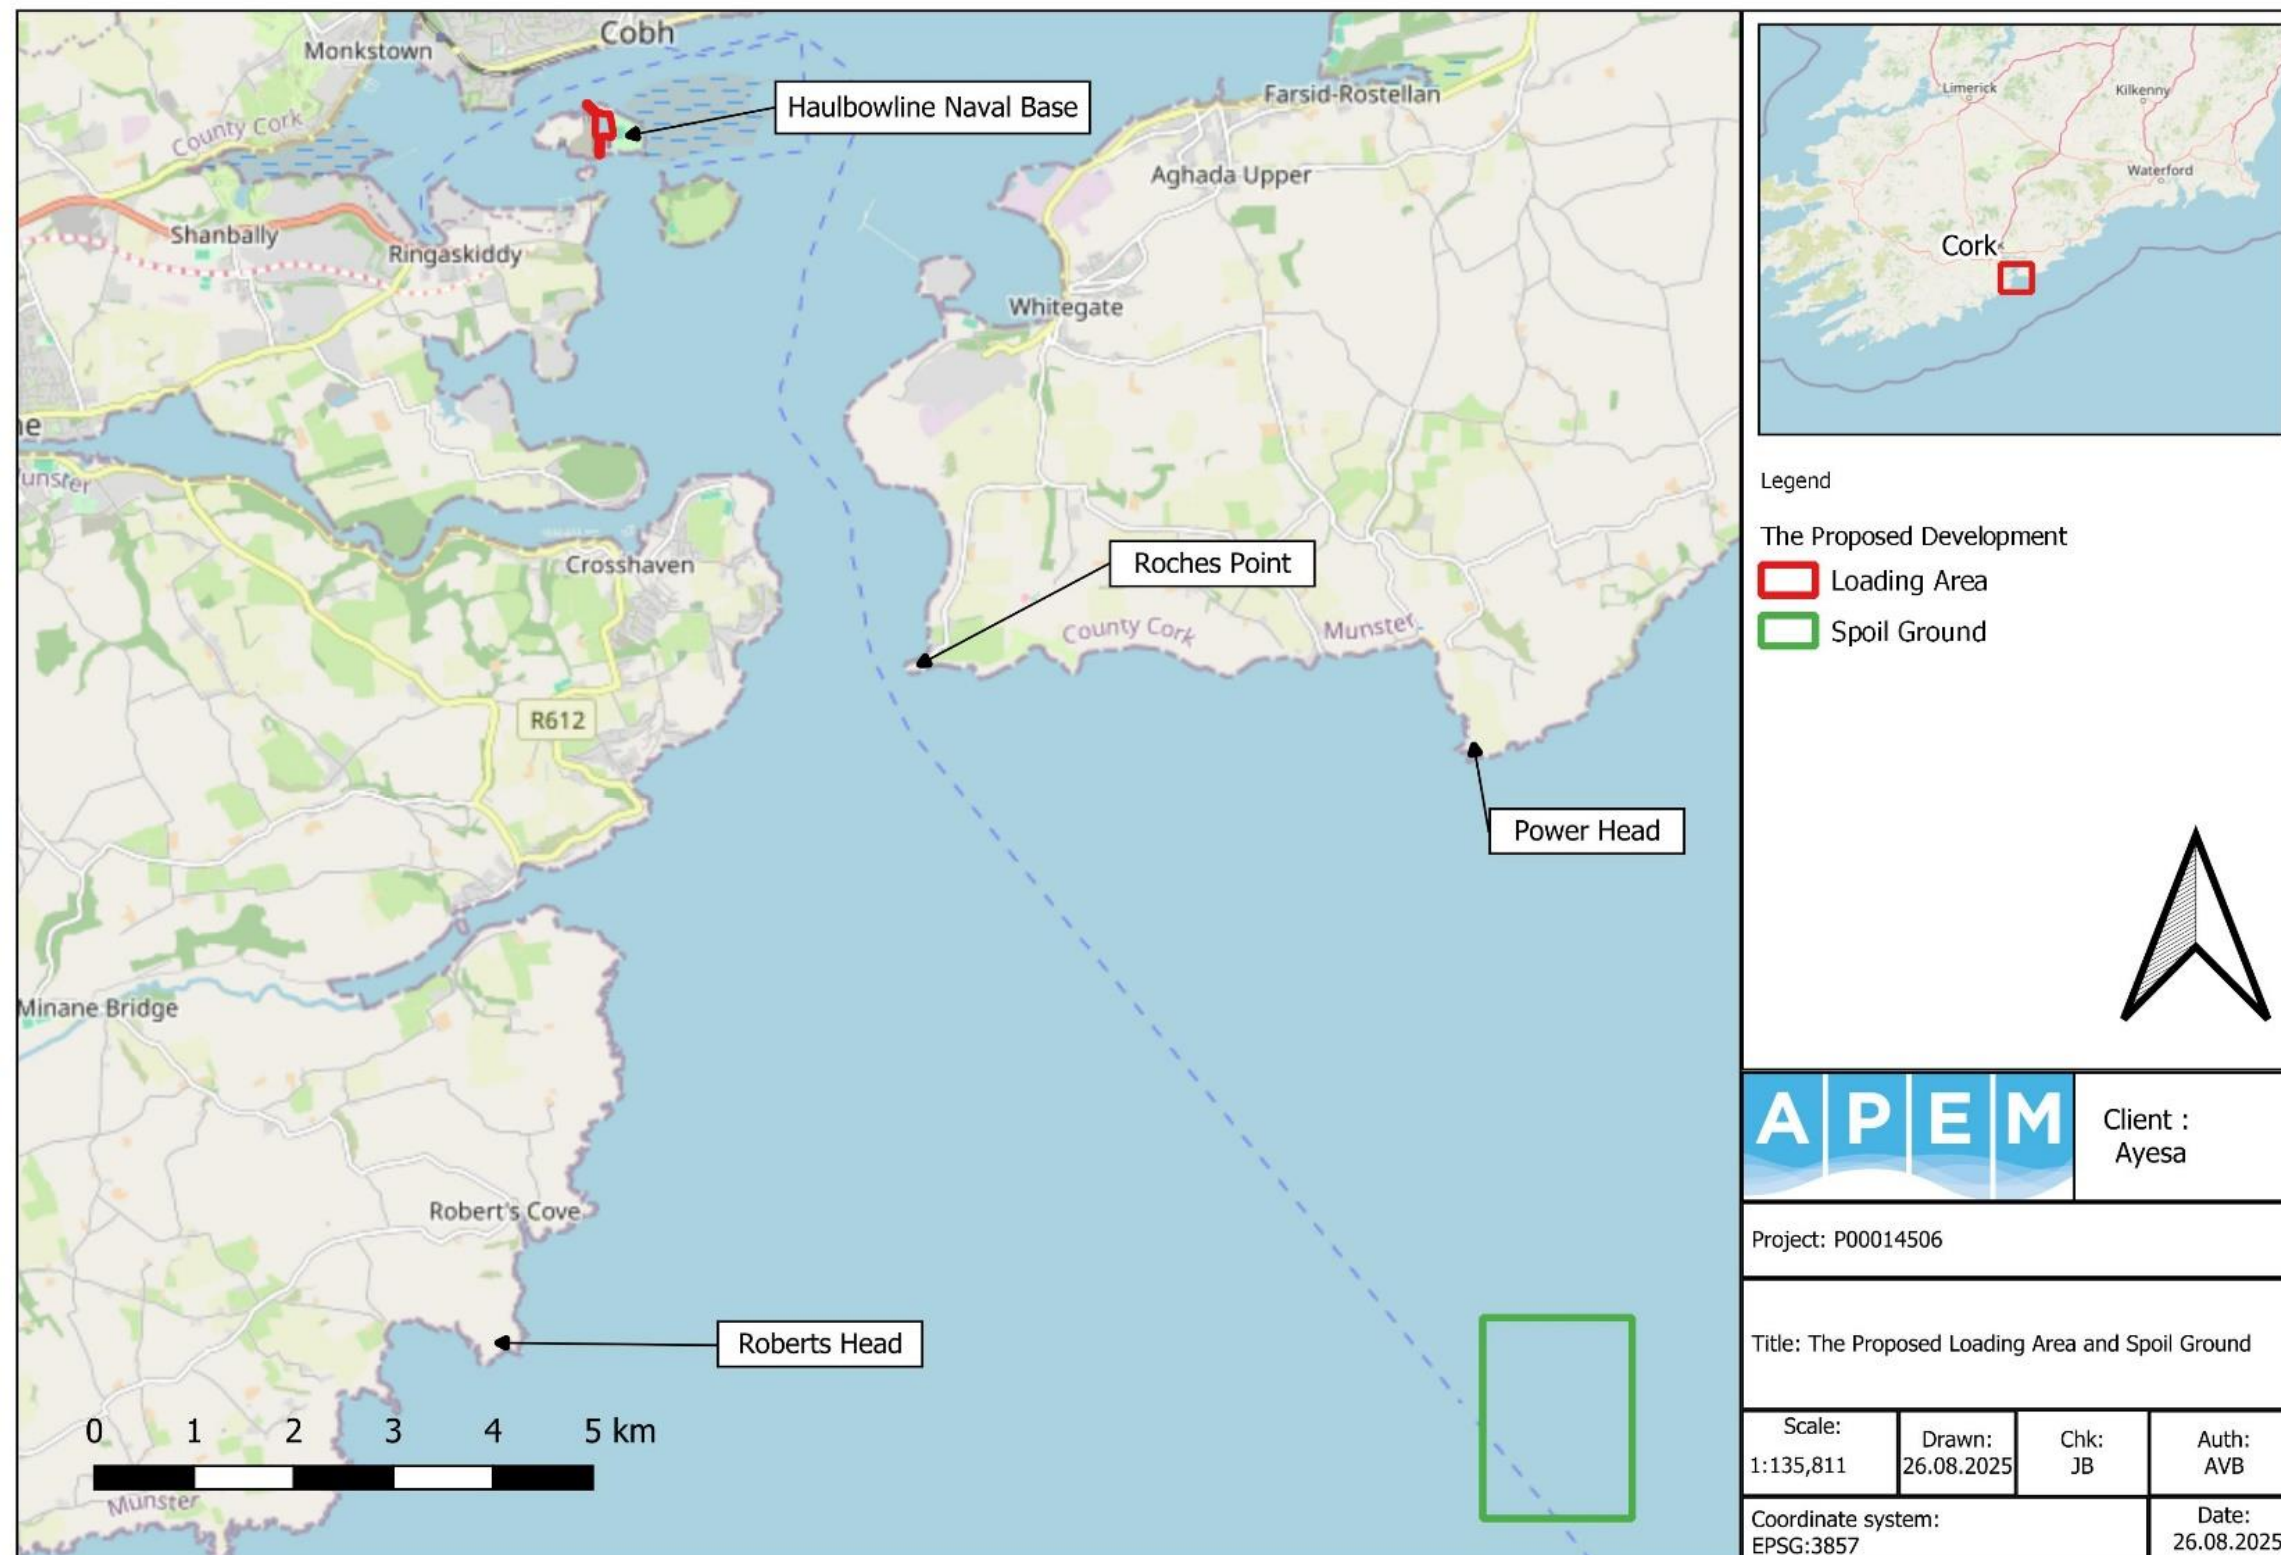 Cobh
Monkstown
Haulbowline Naval Base
Farsid-Rostellan
County Cork
Aghada Upper
Shanbally
Ringaskiddy
Whitegate
ne
unster
Roches Point
Crosshaven
County Cork
Munster
R612
Power Head
Minane Bridge
Robert's Cove
Roberts Head
0 1 2 3 4 5 km
Munster
Limerick
Kilkenny
Waterford
Cork
Legend
The Proposed Development
Loading Area
Spoil Ground
APEM
Client :
Ayesa
Project: P00014506
Title: The Proposed Loading Area and Spoil Ground
Scale:
1:135,811
Drawn:
26.08.2025
Chk:
JB
Auth:
AVB
Coordinate system:
EPSG:3857
Date:
26.08.2025